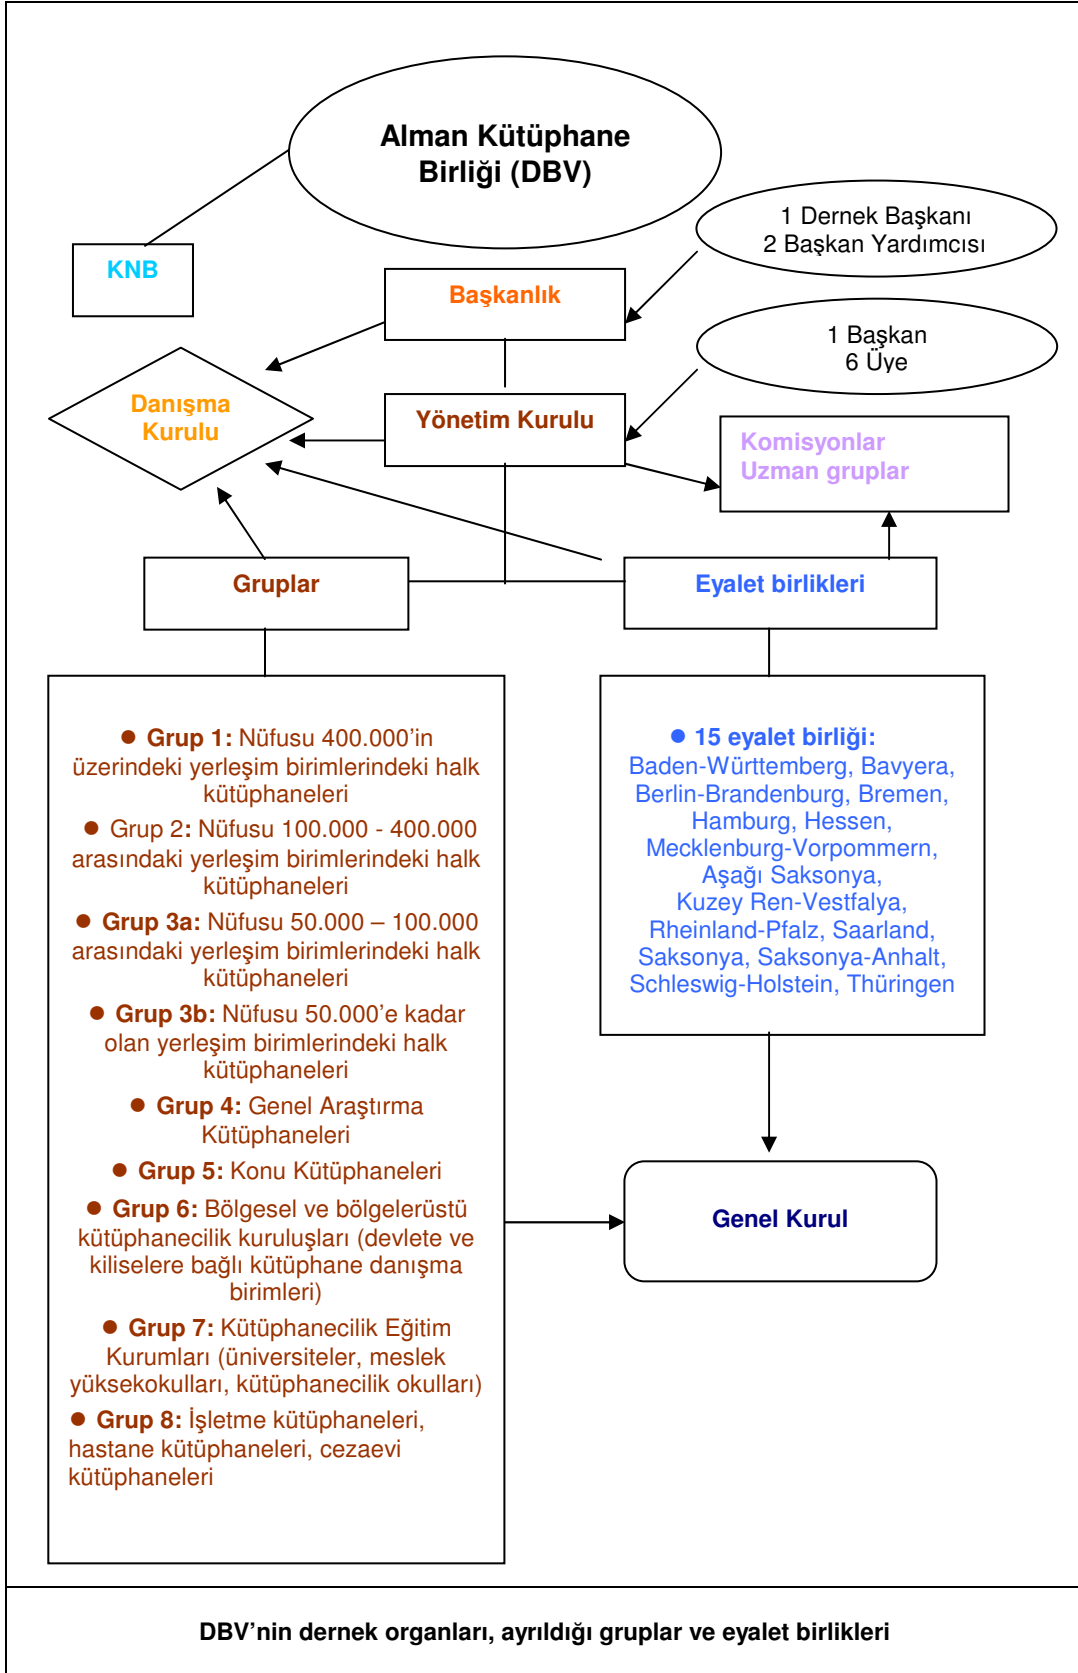 Alman Kütüphane
Birliği (DBV)
1 Dernek Başkanı
2 Başkan Yardımcısı
KNB
Başkanlık
1 Başkan
6 Üye
Danışma
Kurulu
Yönetim Kurulu
Komisyonlar
Uzman gruplar
Gruplar
Eyalet birlikleri
● Grup 1: Nüfusu 400.000’in
üzerindeki yerleşim birimlerindeki halk
kütüphaneleri
● Grup 2: Nüfusu 100.000 - 400.000
arasındaki yerleşim birimlerindeki halk
kütüphaneleri
● Grup 3a: Nüfusu 50.000 – 100.000
arasındaki yerleşim birimlerindeki halk
kütüphaneleri
● Grup 3b: Nüfusu 50.000’e kadar
olan yerleşim birimlerindeki halk
kütüphaneleri
● Grup 4: Genel Araştırma
Kütüphaneleri
● Grup 5: Konu Kütüphaneleri
● Grup 6: Bölgesel ve bölgelerüstü
kütüphanecilik kuruluşları (devlete ve
kiliselere bağlı kütüphane danışma
birimleri)
● Grup 7: Kütüphanecilik Eğitim
Kurumları (üniversiteler, meslek
yüksekokulları, kütüphanecilik okulları)
● Grup 8: İşletme kütüphaneleri,
hastane kütüphaneleri, cezaevi
kütüphaneleri
● 15 eyalet birliği:
Baden-Württemberg, Bavyera,
Berlin-Brandenburg, Bremen,
Hamburg, Hessen,
Mecklenburg-Vorpommern,
Aşağı Saksonya,
Kuzey Ren-Vestfalya,
Rheinland-Pfalz, Saarland,
Saksonya, Saksonya-Anhalt,
Schleswig-Holstein, Thüringen
Genel Kurul
DBV’nin dernek organları, ayrıldığı gruplar ve eyalet birlikleri